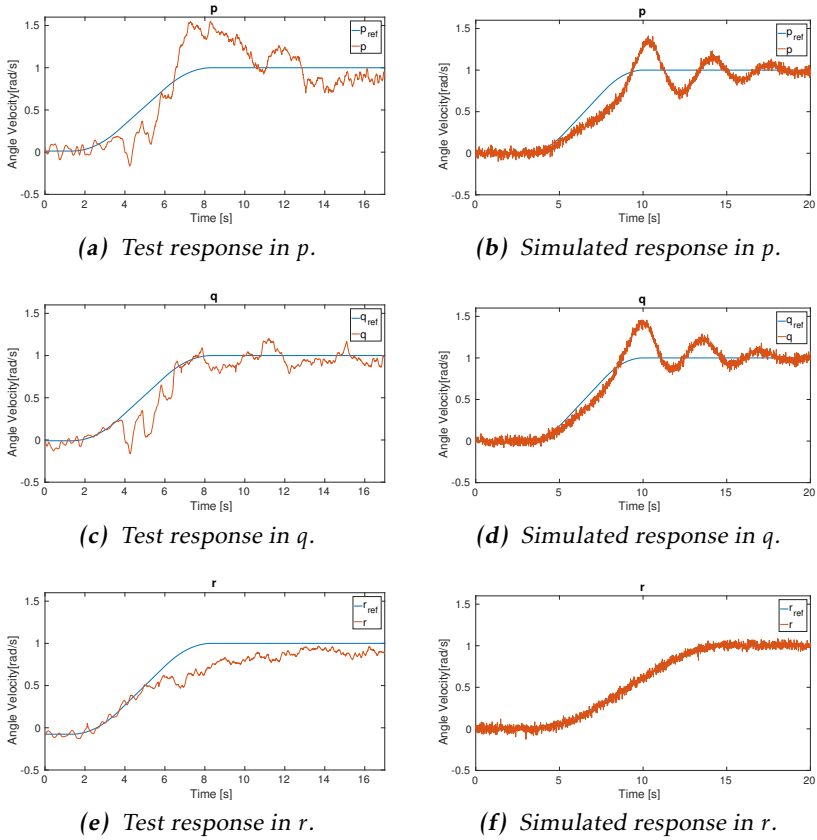 p
1.5
1
0.5
0
-0.5
Angle Velocity[rad/s]
p_ref
p
0 2 4 6 8 10 12 14 16
Time [s]
(a) Test response in p.
p
1.5
1
0.5
0
-0.5
Angle Velocity[rad/s]
p_ref
p
0 5 10 15 20
Time [s]
(b) Simulated response in p.
q
1.5
1
0.5
0
-0.5
Angle Velocity[rad/s]
q_ref
q
0 2 4 6 8 10 12 14 16
Time [s]
(c) Test response in q.
q
1.5
1
0.5
0
-0.5
Angle Velocity[rad/s]
q_ref
q
0 5 10 15 20
Time [s]
(d) Simulated response in q.
r
1.5
1
0.5
0
-0.5
Angle Velocity[rad/s]
r_ref
r
0 2 4 6 8 10 12 14 16
Time [s]
(e) Test response in r.
r
1.5
1
0.5
0
-0.5
Angle Velocity[rad/s]
r_ref
r
0 5 10 15 20
Time [s]
(f) Simulated response in r.